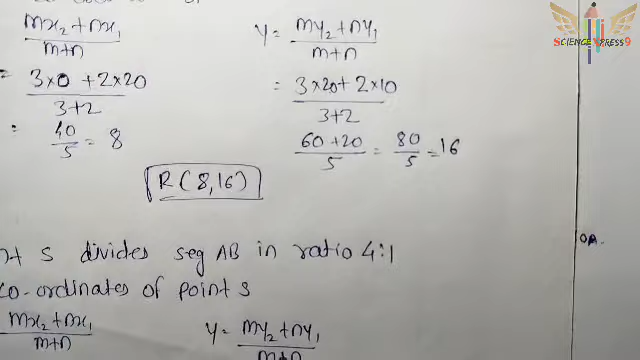 SCIENCE XPRESS 9
mx₂ + nx₁ / m+n
y = my₂ + ny₁ / m+n
= 3×0 + 2×20 / 3+2
= 3×20 + 2×10 / 3+2
= 40/5 = 8
60 + 20 / 5 = 80/5 = 16
R(8,16)
S divides seg AB in ratio 4:1
co-ordinates of point S
mx₂ + nx₁ / m+n
y = my₂ + ny₁ / m+n